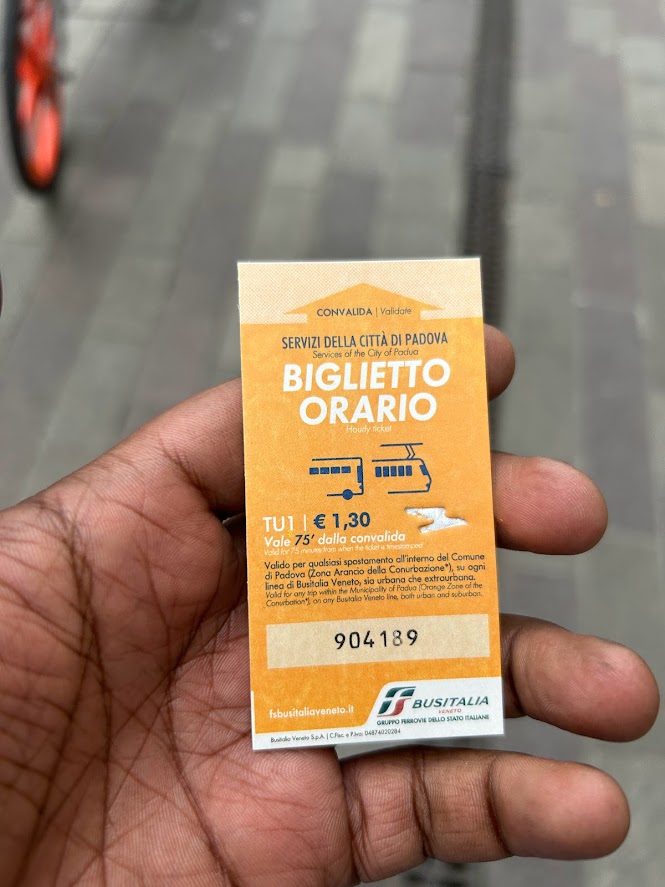 CONVALIDA | Validate
SERVIZI DELLA CITTÀ DI PADOVA
Services of the City of Padua
BIGLIETTO
ORARIO
Hourly ticket
TU1 | € 1,30
Vale 75' dalla convalida
Valid for 75 minutes from when the ticket is timestamped
Valido per qualsiasi spostamento all'interno del Comune
di Padova (Zona Arancio della Conurbazione*), su ogni
linea di Busitalia Veneto, sia urbana che extraurbana.
Valid for any trip within the Municipality of Padua (Orange Zone of the
Conurbation*), on any Busitalia Veneto line, both urban and suburban.
904189
fsbusitaliaveneto.it
FS BUSITALIA
VENETO
GRUPPO FERROVIE DELLO STATO ITALIANE
Busitalia Veneto S.p.A. | C.Fisc. e P.Iva: 04874020284